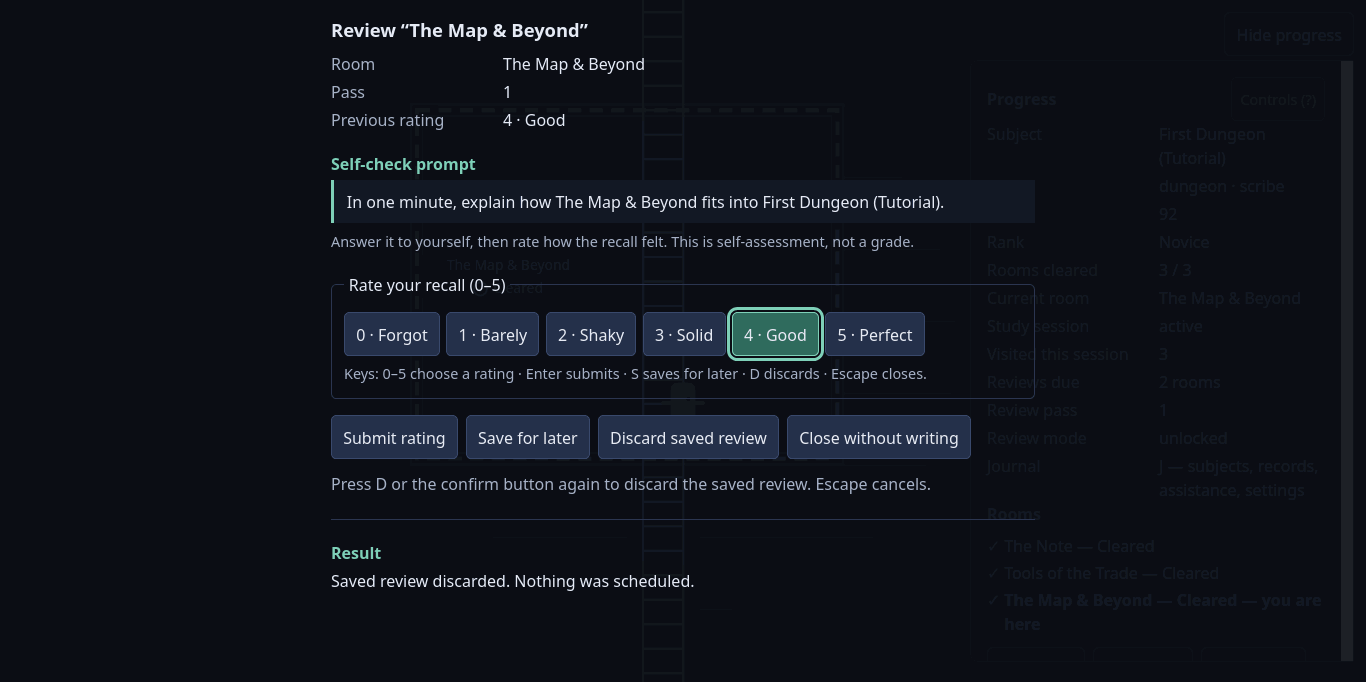 Review “The Map & Beyond”
Room The Map & Beyond
Pass 1
Previous rating 4 · Good
Self-check prompt
In one minute, explain how The Map & Beyond fits into First Dungeon (Tutorial).
Answer it to yourself, then rate how the recall felt. This is self-assessment, not a grade.
The Map & Beyond
Rate your recall (0–5)
0 · Forgot
1 · Barely
2 · Shaky
3 · Solid
4 · Good
5 · Perfect
Keys: 0–5 choose a rating · Enter submits · S saves for later · D discards · Escape closes.
Submit rating
Save for later
Discard saved review
Close without writing
Press D or the confirm button again to discard the saved review. Escape cancels.
Result
Saved review discarded. Nothing was scheduled.
Hide progress
Progress
Controls (?)
Subject First Dungeon
(Tutorial)
dungeon · scribe
92
Rank Novice
Rooms cleared 3 / 3
Current room The Map & Beyond
Study session active
Visited this session 3
Reviews due 2 rooms
Review pass 1
Review mode unlocked
Journal J — subjects, records,
assistance, settings
Rooms
✓ The Note — Cleared
✓ Tools of the Trade — Cleared
✓ The Map & Beyond — Cleared — you are
here